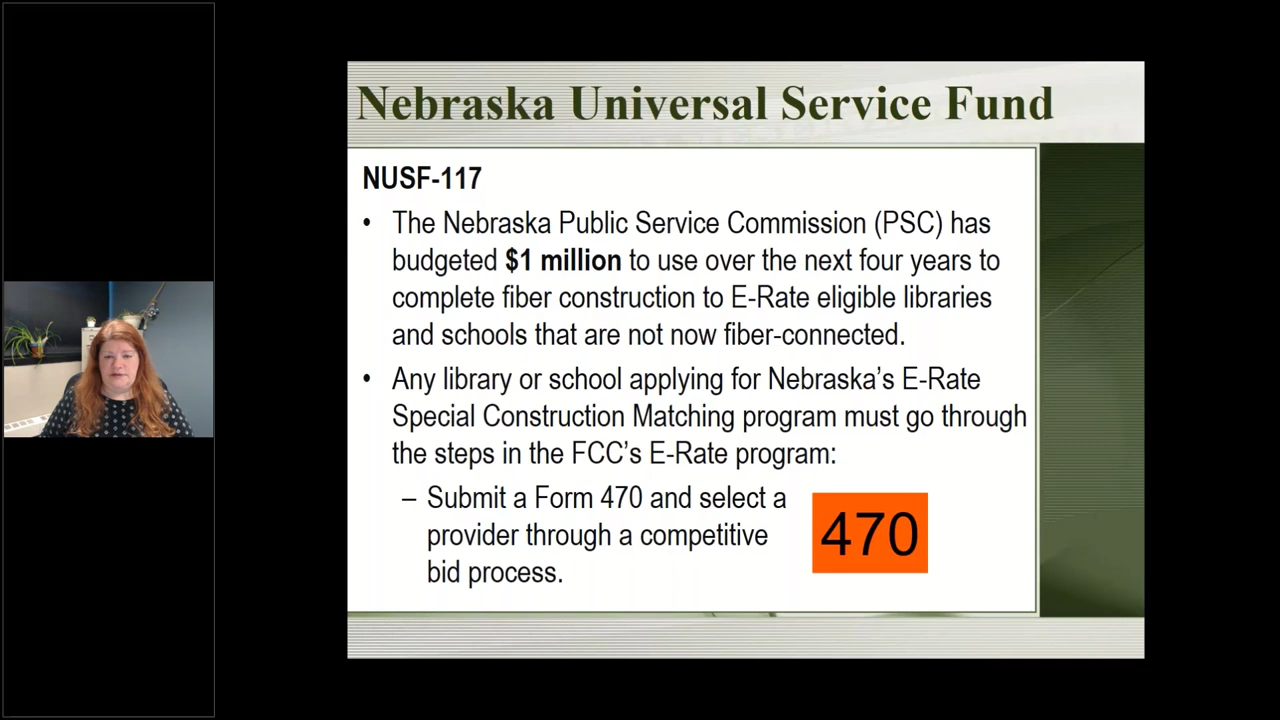 Nebraska Universal Service Fund
NUSF-117
• The Nebraska Public Service Commission (PSC) has
budgeted $1 million to use over the next four years to
complete fiber construction to E-Rate eligible libraries
and schools that are not now fiber-connected.
• Any library or school applying for Nebraska’s E-Rate
Special Construction Matching program must go through
the steps in the FCC’s E-Rate program:
– Submit a Form 470 and select a
provider through a competitive
bid process.
470